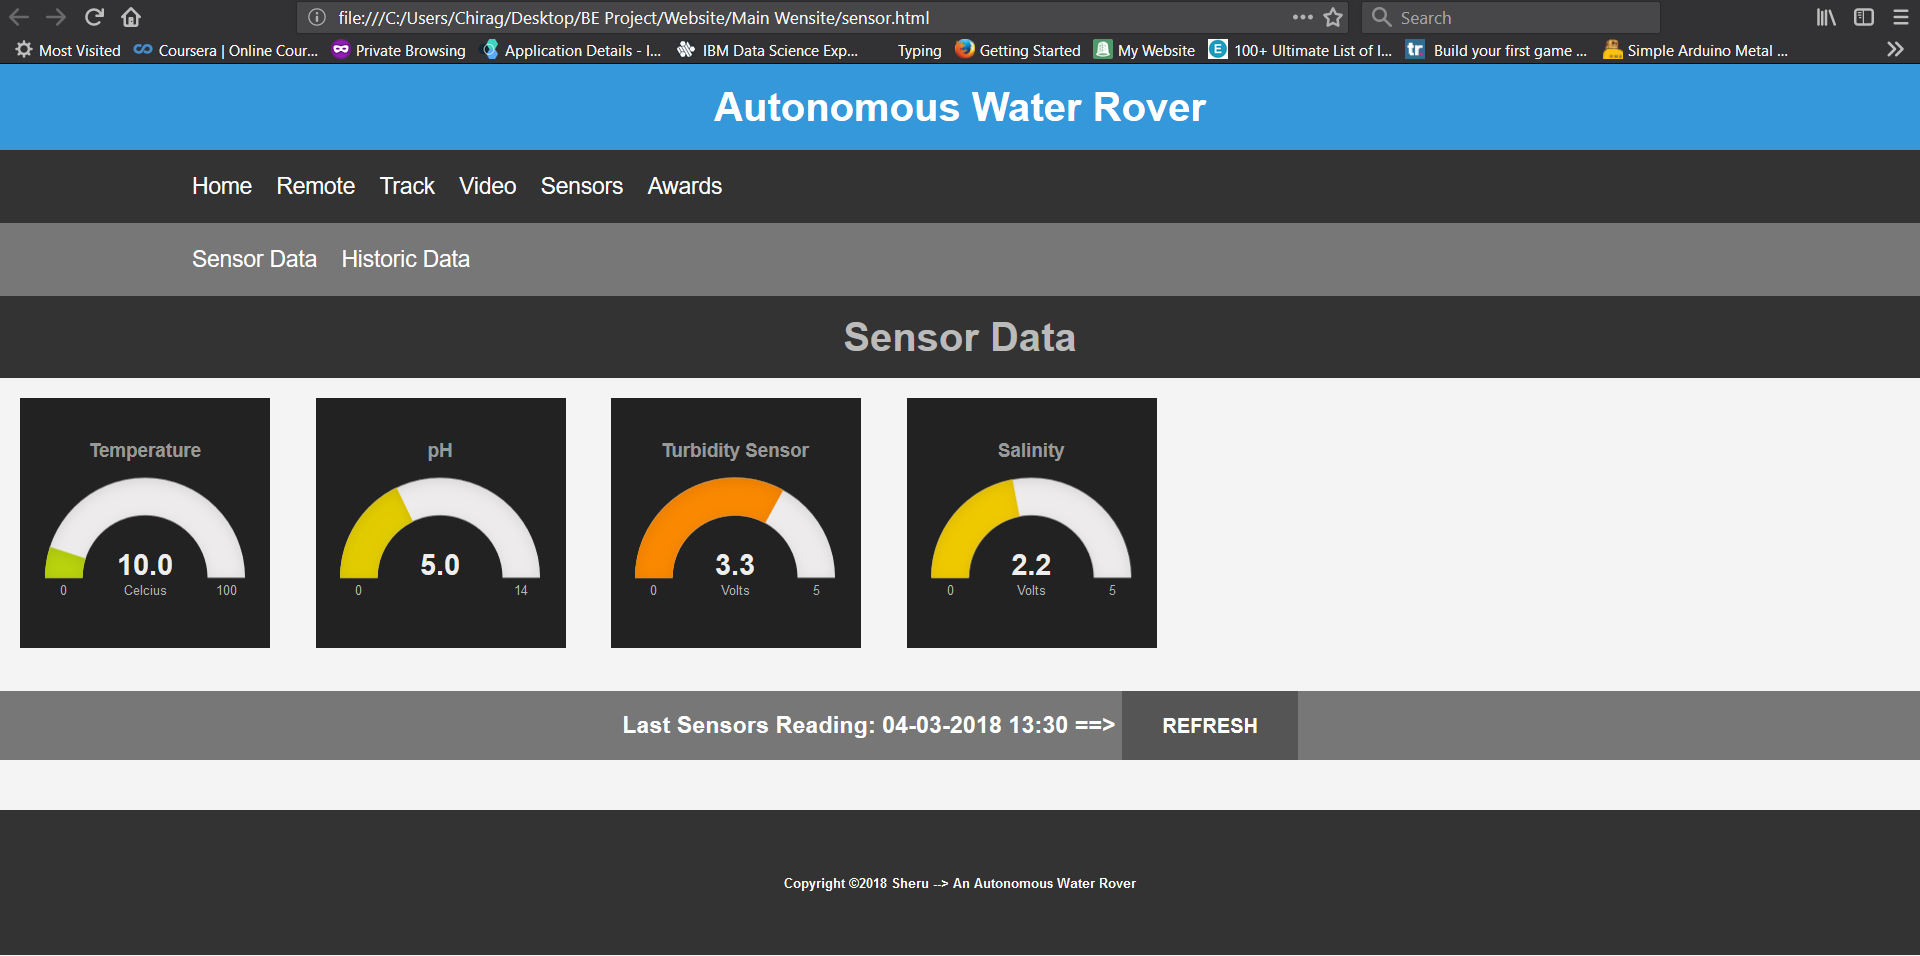 file:///C:/Users/Chirag/Desktop/BE Project/Website/Main Wensite/sensor.html
Search
Most Visited Coursera | Online Cour... Private Browsing Application Details - I... IBM Data Science Exp... Typing Getting Started My Website 100+ Ultimate List of I... Build your first game ... Simple Arduino Metal ...
Autonomous Water Rover
Home Remote Track Video Sensors Awards
Sensor Data Historic Data
Sensor Data
Temperature
10.0
0 Celcius 100
pH
5.0
0 14
Turbidity Sensor
3.3
0 Volts 5
Salinity
2.2
0 Volts 5
Last Sensors Reading: 04-03-2018 13:30 ==> REFRESH
Copyright ©2018 Sheru --> An Autonomous Water Rover